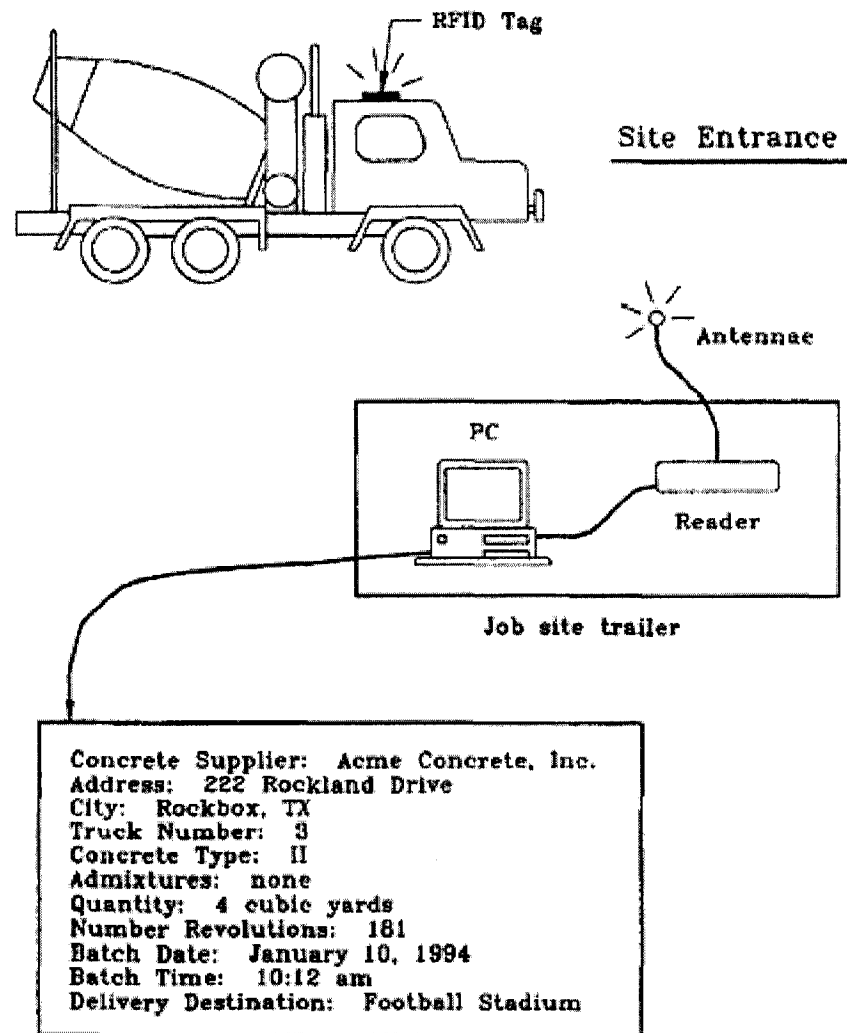 RFID Tag
Site Entrance
Antennae
PC
Reader
Job site trailer
Concrete Supplier: Acme Concrete, Inc.
Address: 222 Rockland Drive
City: Rockbox, TX
Truck Number: 3
Concrete Type: II
Admixtures: none
Quantity: 4 cubic yards
Number Revolutions: 181
Batch Date: January 10, 1994
Batch Time: 10:12 am
Delivery Destination: Football Stadium